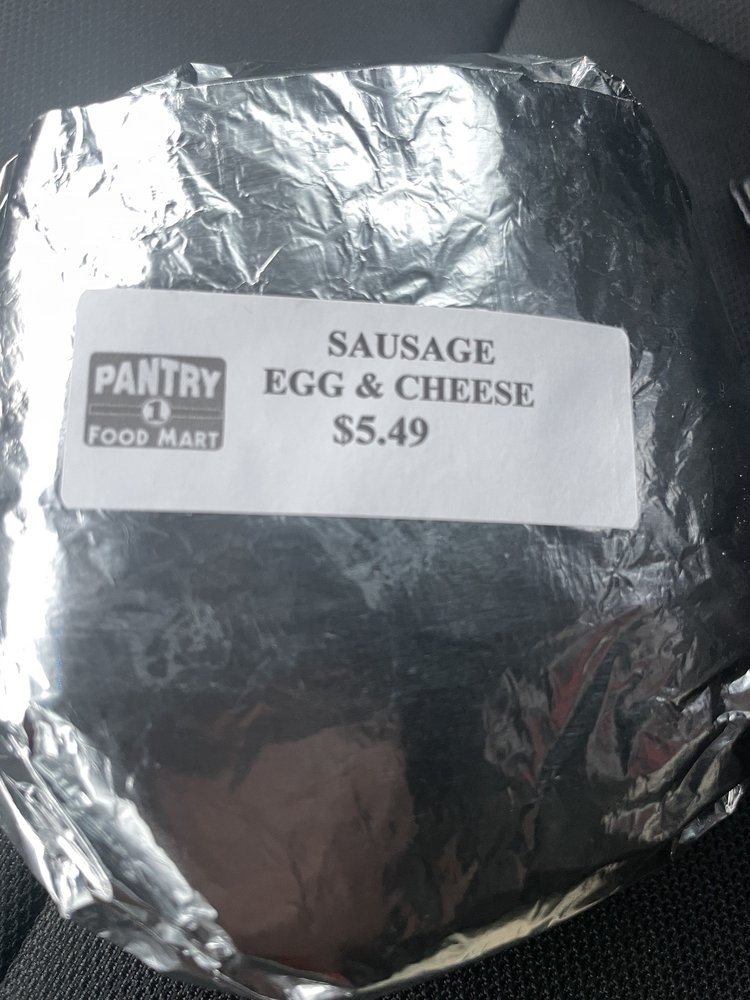 PANTRY
1
FOOD MART
SAUSAGE
EGG & CHEESE
$5.49